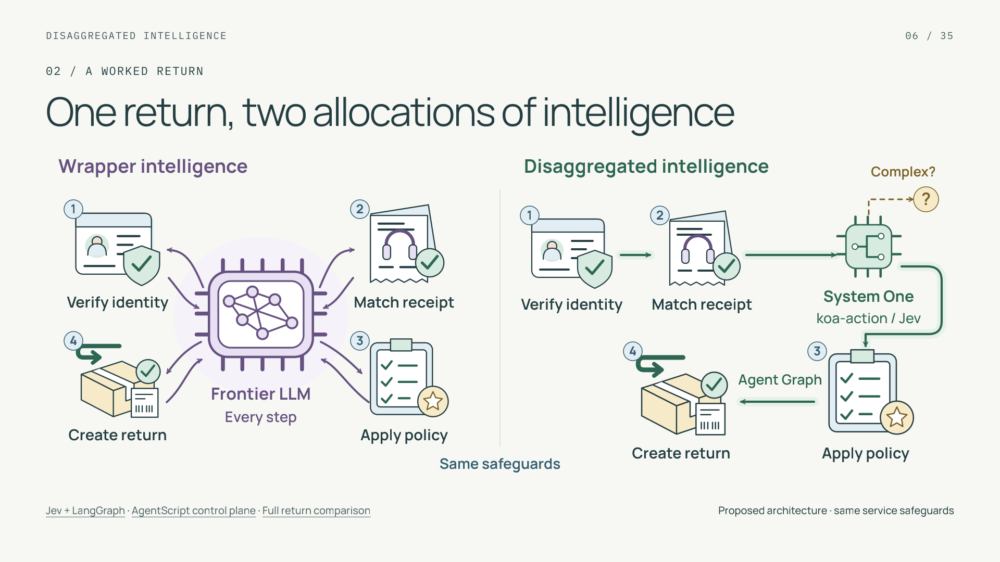 DISAGGREGATED INTELLIGENCE
06 / 35
02 / A WORKED RETURN
One return, two allocations of intelligence
Wrapper intelligence
1
Verify identity
2
Match receipt
4
Create return
3
Apply policy
Frontier LLM
Every step
Disaggregated intelligence
Complex?
?
1
Verify identity
2
Match receipt
System One
koa-action / Jev
4
Create return
Agent Graph
3
Apply policy
Same safeguards
Jev + LangGraph · AgentScript control plane · Full return comparison
Proposed architecture · same service safeguards